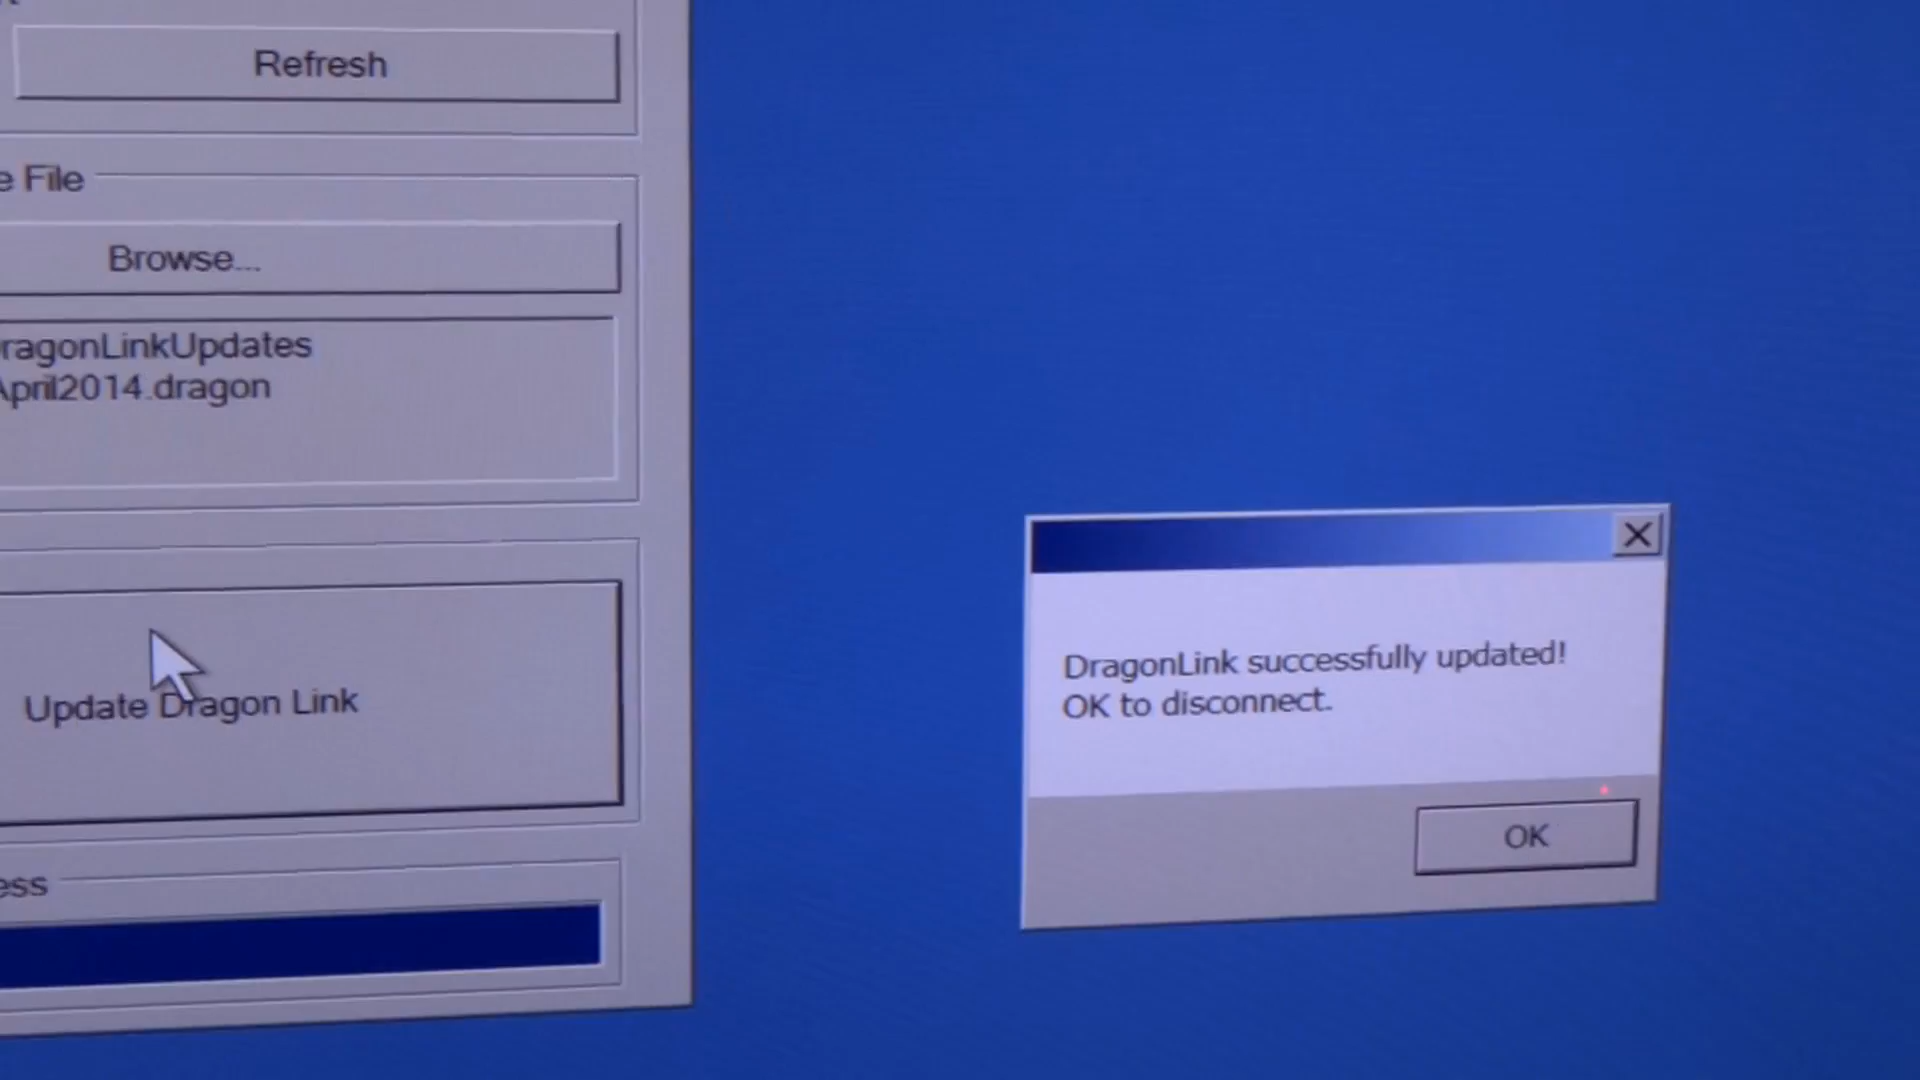 Refresh
File
Browse...
ragonLinkUpdates
April2014.dragon
Update Dragon Link
ess
DragonLink successfully updated!
OK to disconnect.
OK